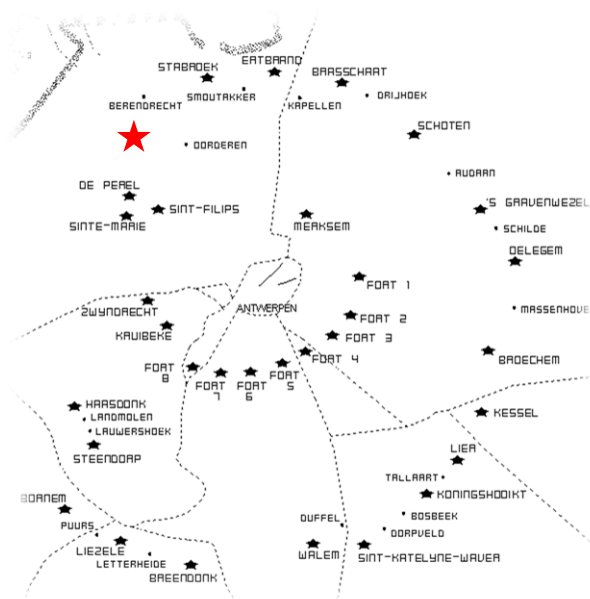 ERTBRAND
STABROEK
BRASSCHAAT
SMOUTAKKER
DRIJHOEK
BERENDRECHT
KAPELLEN
SCHOTEN
OORDEREN
AUDAAN
DE PEREL
'S GRAVENWEZEL
SINT-FILIPS
SINTE-MARIE
MERKSEM
SCHILDE
OELEGEM
FORT 1
ZWYNDRECHT
ANTWERPEN
MASSENHOVE
FORT 2
KRUIBEKE
FORT 3
FORT 4
BROECHEM
FORT
8
FORT
7
FORT
6
FORT
5
HAASDONK
LANDMOLEN
KESSEL
LAUWERSHOEK
STEENDORP
LIER
TALLAART
BORNEM
KONINGSHOOIKT
PUURS
DUFFEL
BOSBEEK
DORPVELD
LIEZELE
WALEM
SINT-KATELYNE-WAVER
LETTERHEIDE
BREENDONK